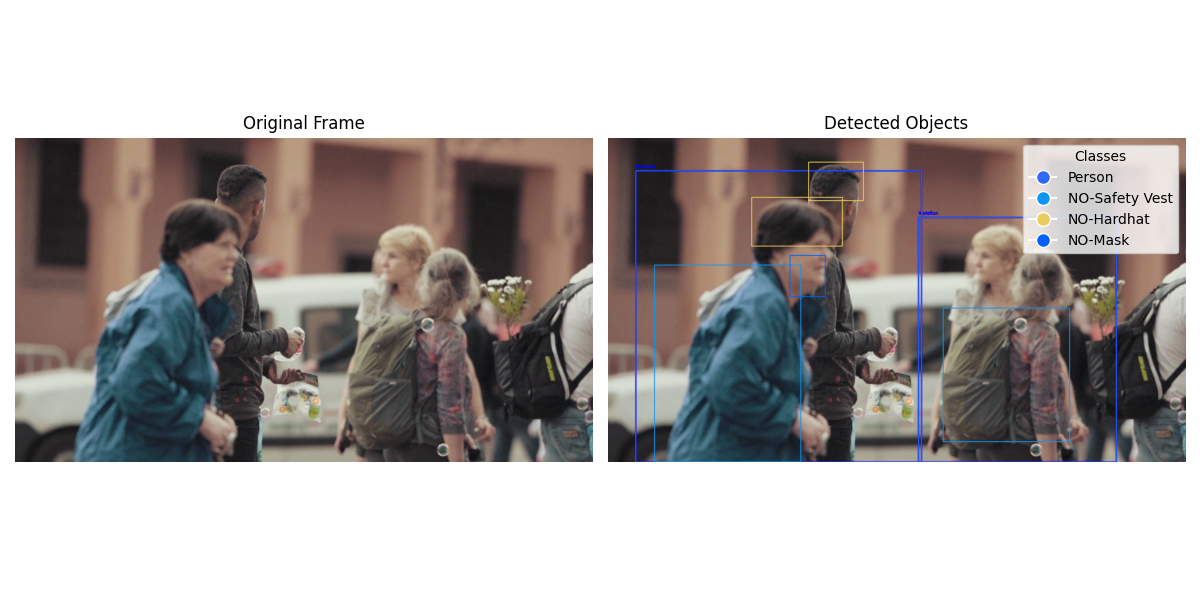 Original Frame
Detected Objects
Classes
Person
NO-Safety Vest
NO-Hardhat
NO-Mask